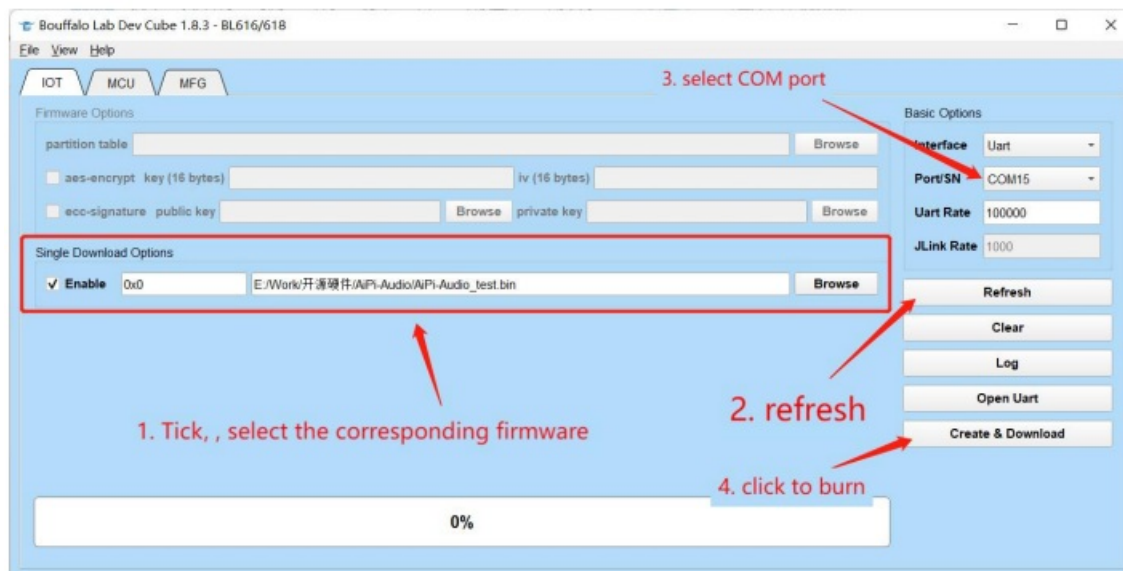 Bouffalo Lab Dev Cube 1.8.3 - BL616/618
File View Help
IOT MCU MFG
3. select COM port
Firmware Options
Basic Options
partition table Browse
Interface Uart
aes-encrypt key (16 bytes) iv (16 bytes)
Port/SN COM15
ecc-signature public key Browse private key Browse
Uart Rate 100000
Single Download Options
JLink Rate 1000
Enable 0x0 E:/Work/开源硬件/AiPi-Audio/AiPi-Audio_test.bin Browse
Refresh
Clear
Log
2. refresh
Open Uart
1. Tick, , select the corresponding firmware
Create & Download
4. click to burn
0%